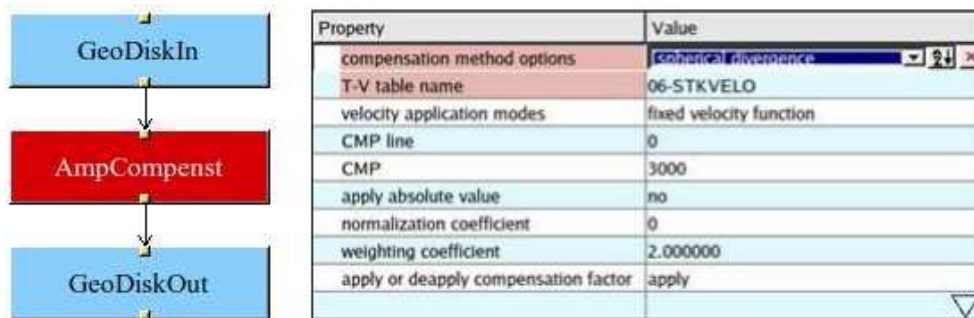 GeoDiskIn
AmpCompenst
GeoDiskOut
Property Value
compensation method options spherical divergence
T-V table name 06-STKVELO
velocity application modes fixed velocity function
CMP line 0
CMP 3000
apply absolute value no
normalization coefficient 0
weighting coefficient 2.000000
apply or deapply compensation factor apply